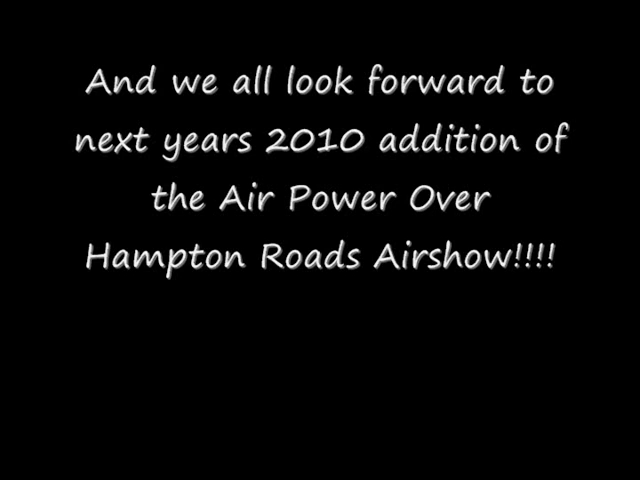 And we all look forward to
next years 2010 addition of
the Air Power Over
Hampton Roads Airshow!!!!